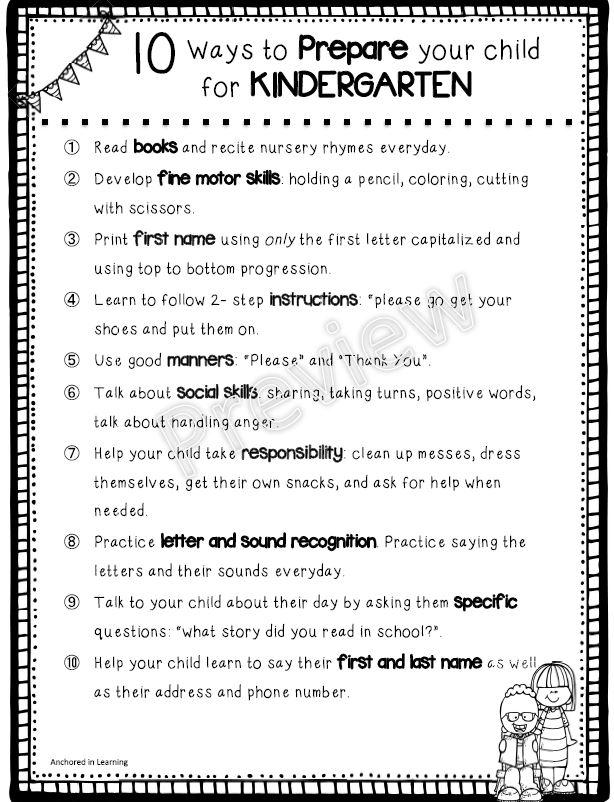 10 Ways to Prepare your child
for KINDERGARTEN
① Read books and recite nursery rhymes everyday.
② Develop fine motor skills: holding a pencil, coloring, cutting
with scissors.
③ Print first name using only the first letter capitalized and
using top to bottom progression.
④ Learn to follow 2- step instructions: "please go get your
shoes and put them on.
⑤ Use good manners: "Please" and "Thank You".
⑥ Talk about social skills: sharing, taking turns, positive words,
talk about handling anger.
⑦ Help your child take responsibility: clean up messes, dress
themselves, get their own snacks, and ask for help when
needed.
⑧ Practice letter and sound recognition. Practice saying the
letters and their sounds everyday.
⑨ Talk to your child about their day by asking them specific
questions: "what story did you read in school?".
⑩ Help your child learn to say their first and last name as well
as their address and phone number.
Anchored in Learning
Preview